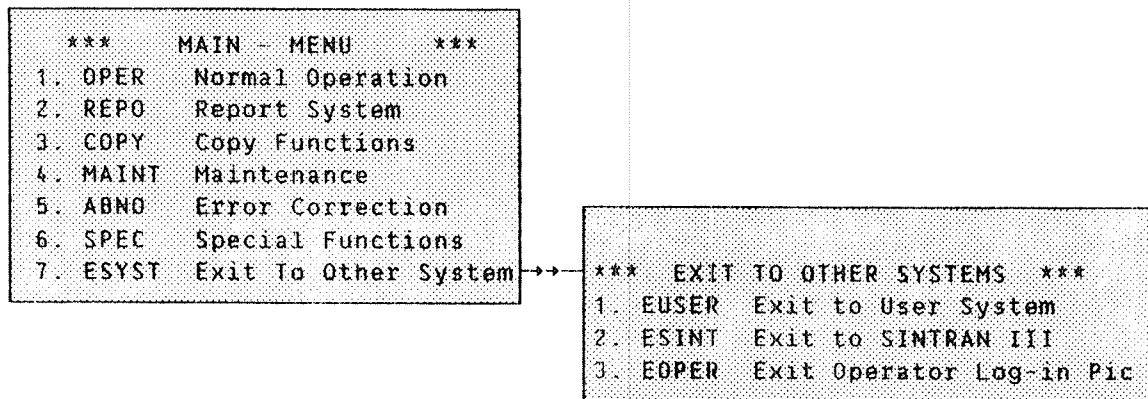 *** MAIN - MENU ***
1. OPER Normal Operation
2. REPO Report System
3. COPY Copy Functions
4. MAINT Maintenance
5. ABNO Error Correction
6. SPEC Special Functions
7. ESYST Exit To Other System
*** EXIT TO OTHER SYSTEMS ***
1. EUSER Exit to User System
2. ESINT Exit to SINTRAN III
3. EOPER Exit Operator Log-in Pic